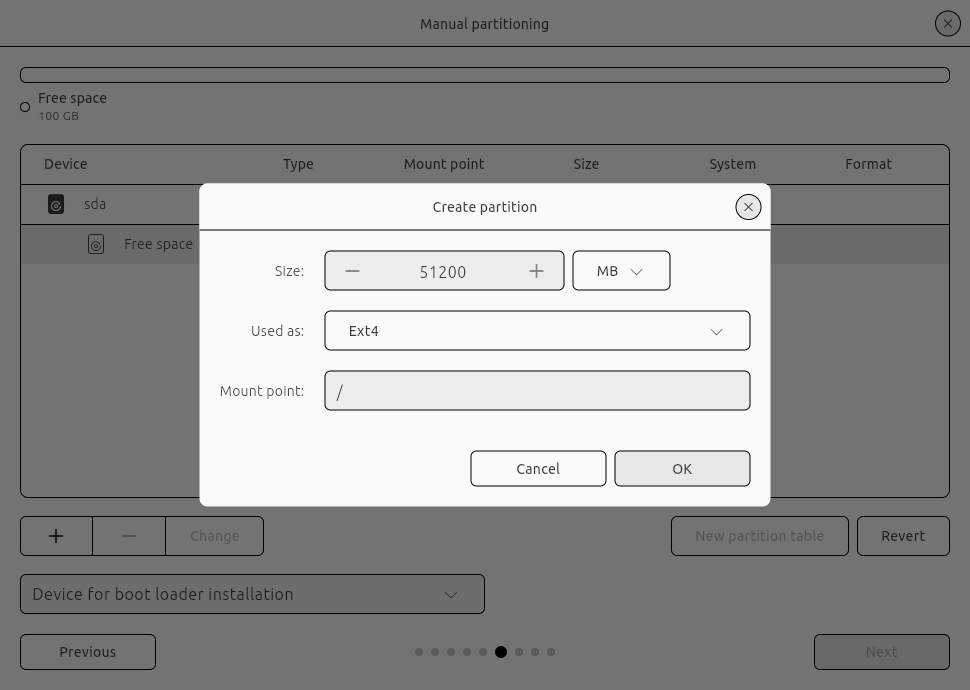 Manual partitioning
Free space
100 GB
Device Type Mount point Size System Format
sda
Free space
Create partition
Size: 51200 MB
Used as: Ext4
Mount point: /
Cancel OK
Change New partition table Revert
Device for boot loader installation
Previous Next